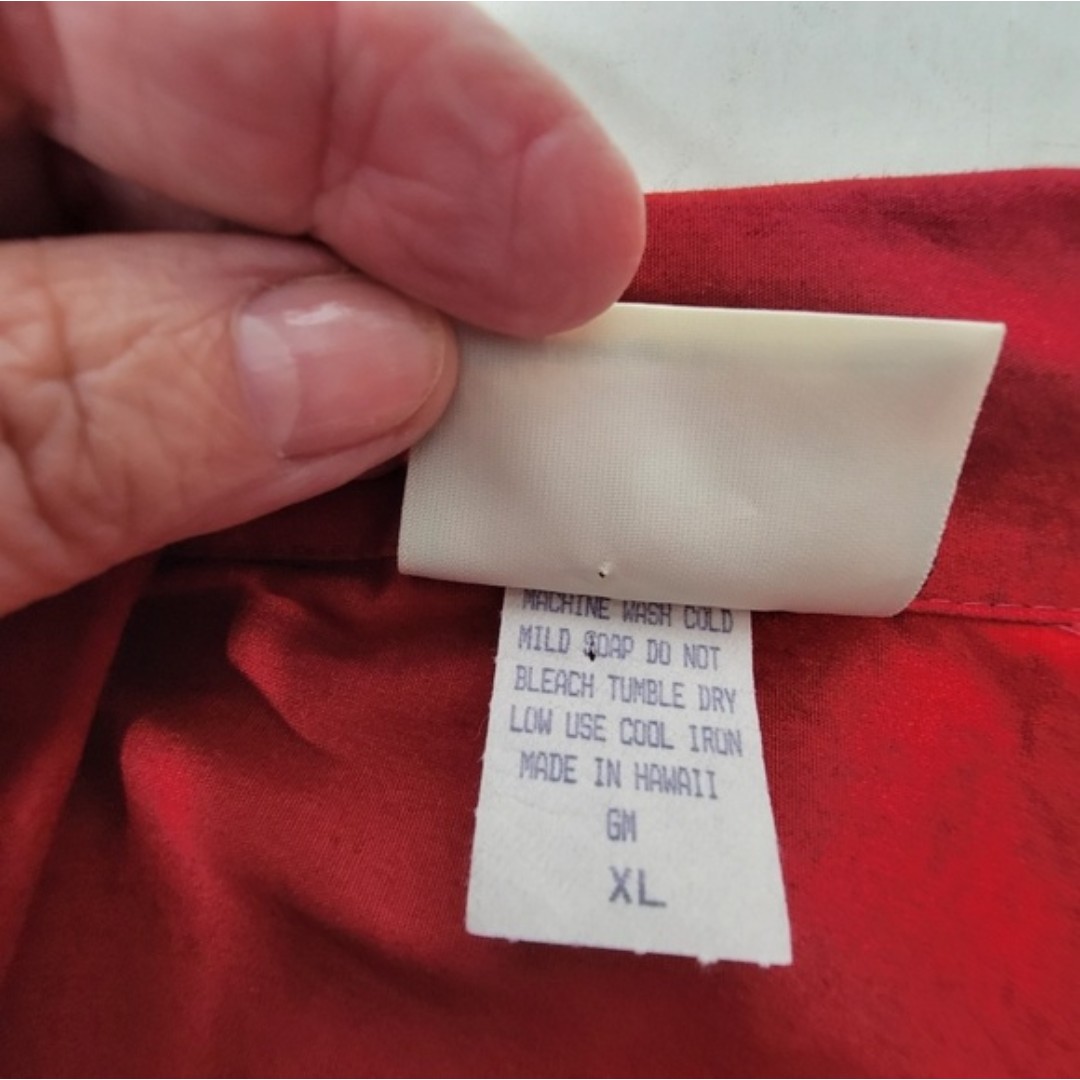 MACHINE WASH COLD
MILD SOAP DO NOT
BLEACH TUMBLE DRY
LOW USE COOL IRON
MADE IN HAWAII
GM
XL